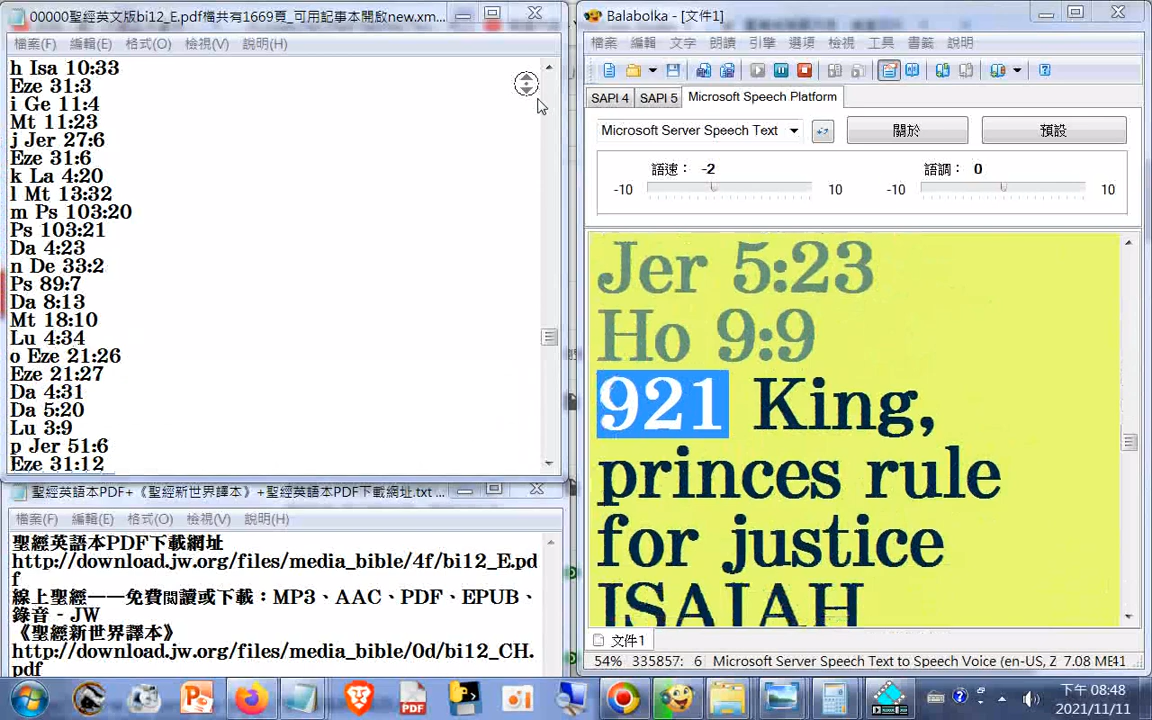 00000聖經英文版bi12_E.pdf檔共有1669頁_可用記事本開啟new.xm...
檔案(F) 編輯(E) 格式(O) 檢視(V) 說明(H)
h Isa 10:33
Eze 31:3
i Ge 11:4
Mt 11:23
j Jer 27:6
Eze 31:6
k La 4:20
l Mt 13:32
m Ps 103:20
Ps 103:21
Da 4:23
n De 33:2
Ps 89:7
Da 8:13
Mt 18:10
Lu 4:34
o Eze 21:26
Eze 21:27
Da 4:31
Da 5:20
Lu 3:9
p Jer 51:6
Eze 31:12
聖經英語本PDF+《聖經新世界譯本》+聖經英語本PDF下載網址.txt ...
檔案(F) 編輯(E) 格式(O) 檢視(V) 說明(H)
聖經英語本PDF下載網址
http://download.jw.org/files/media_bible/4f/bi12_E.pd
f
線上聖經——免費閱讀或下載：MP3、AAC、PDF、EPUB、
錄音 - JW
《聖經新世界譯本》
http://download.jw.org/files/media_bible/0d/bi12_CH.
pdf
Balabolka - [文件1]
檔案 編輯 文字 朗讀 引擎 選項 檢視 工具 書籤 說明
SAPI 4 SAPI 5 Microsoft Speech Platform
Microsoft Server Speech Text 關於 預設
語速： -2 語調： 0
-10 10 -10 10
Jer 5:23
Ho 9:9
921 King,
princes rule
for justice
ISAIAH
文件1
54% 335857: 6 Microsoft Server Speech Text to Speech Voice (en-US, Z 7.08 ME41
PDF
下午 08:48
2021/11/11